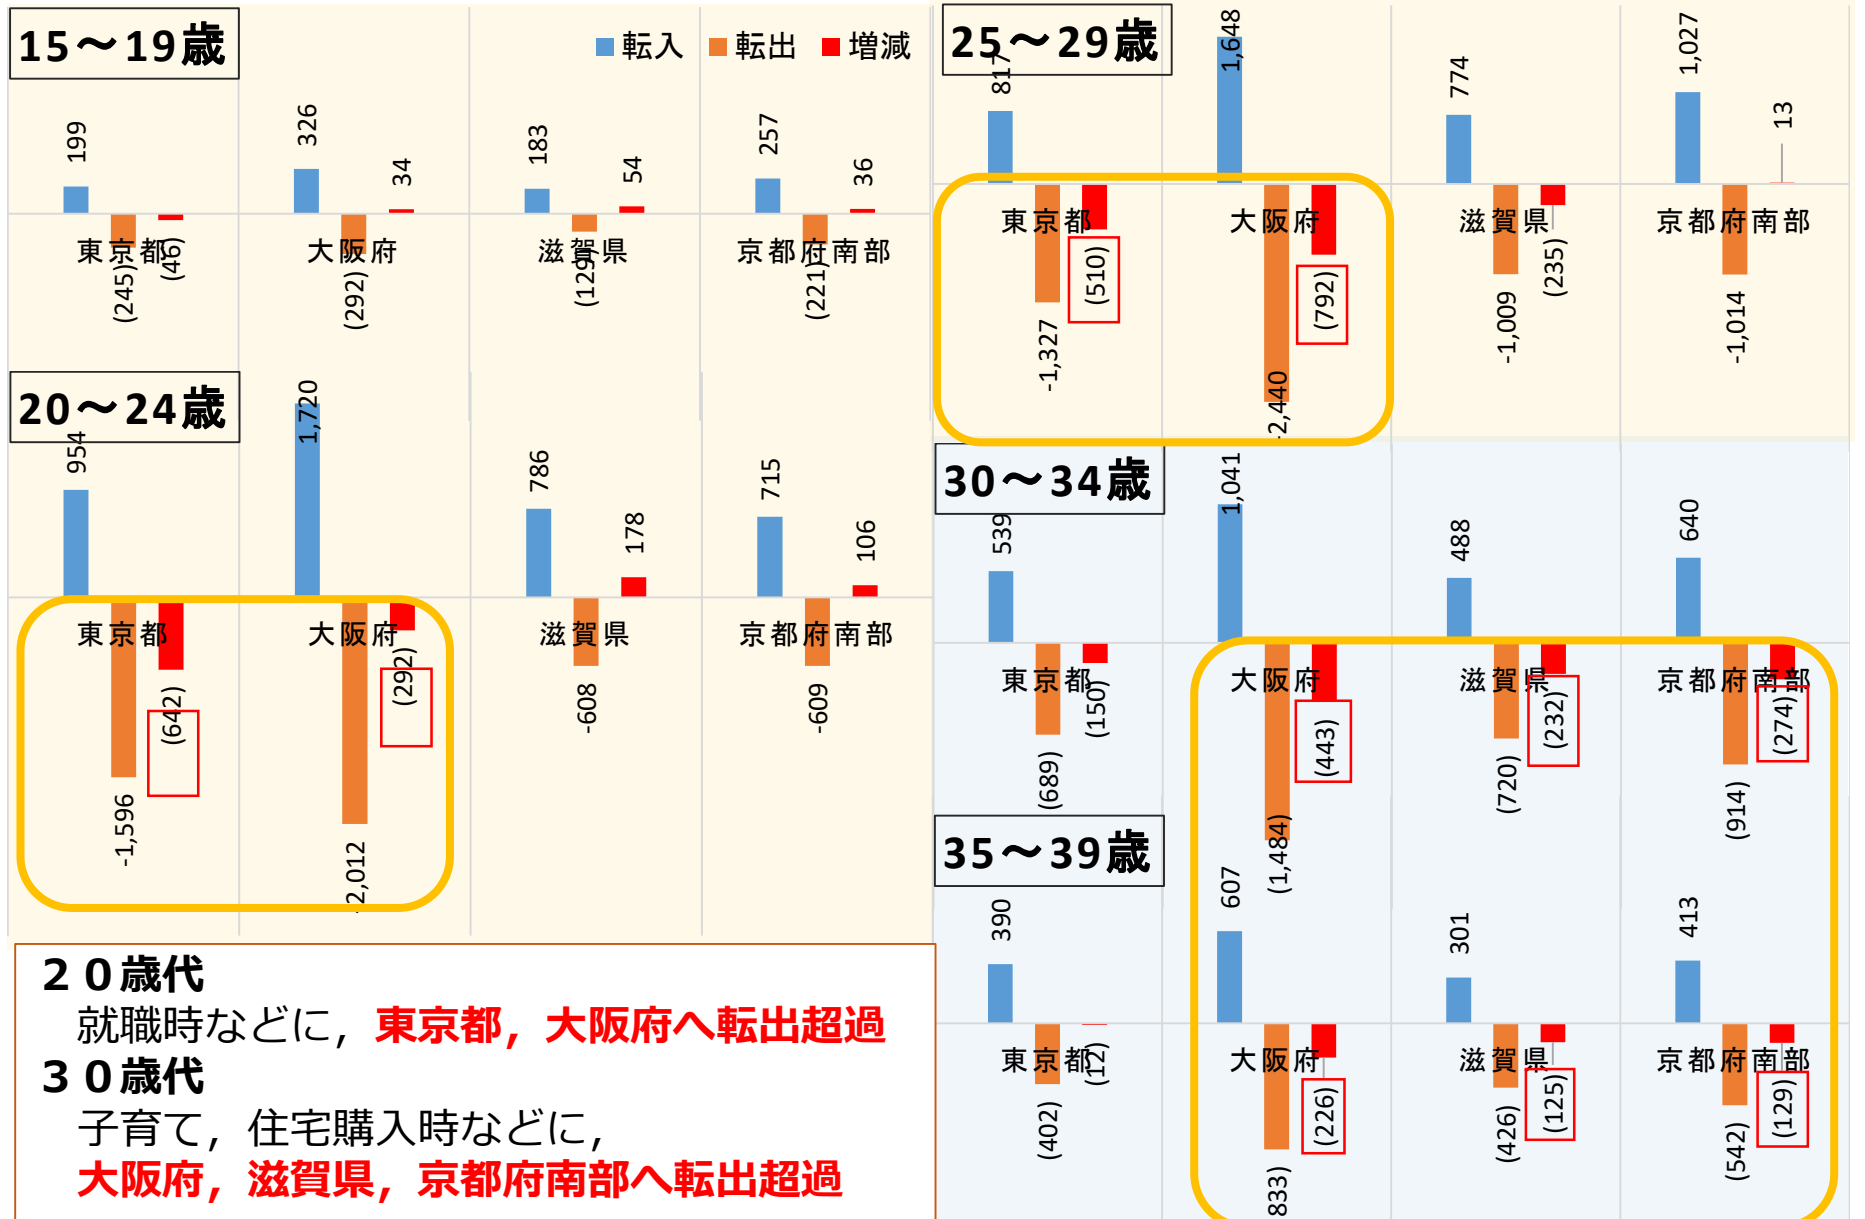 15～19歳
転入 転出 増減
199 326 183 257
34 54 36
東京都 大阪府 滋賀県 京都府南部
(245) (46) (292) (129) (221)
20～24歳
954 1,720 786 715
178 106
東京都 大阪府 滋賀県 京都府南部
-1,596 (642) -2,012 (292) -608 -609
25～29歳
817 1,648 774 1,027 13
東京都 大阪府 滋賀県 京都府南部
-1,327 (510) -2,440 (792) -1,009 (235) -1,014
30～34歳
539 1,041 488 640
東京都 大阪府 滋賀県 京都府南部
(689) (150) (1,484) (443) (720) (232) (914) (274)
35～39歳
390 607 301 413
東京都 大阪府 滋賀県 京都府南部
(402) (12) 833) (226) (426) (125) (542) (129)
２０歳代
就職時などに，東京都，大阪府へ転出超過
３０歳代
子育て，住宅購入時などに，
大阪府，滋賀県，京都府南部へ転出超過